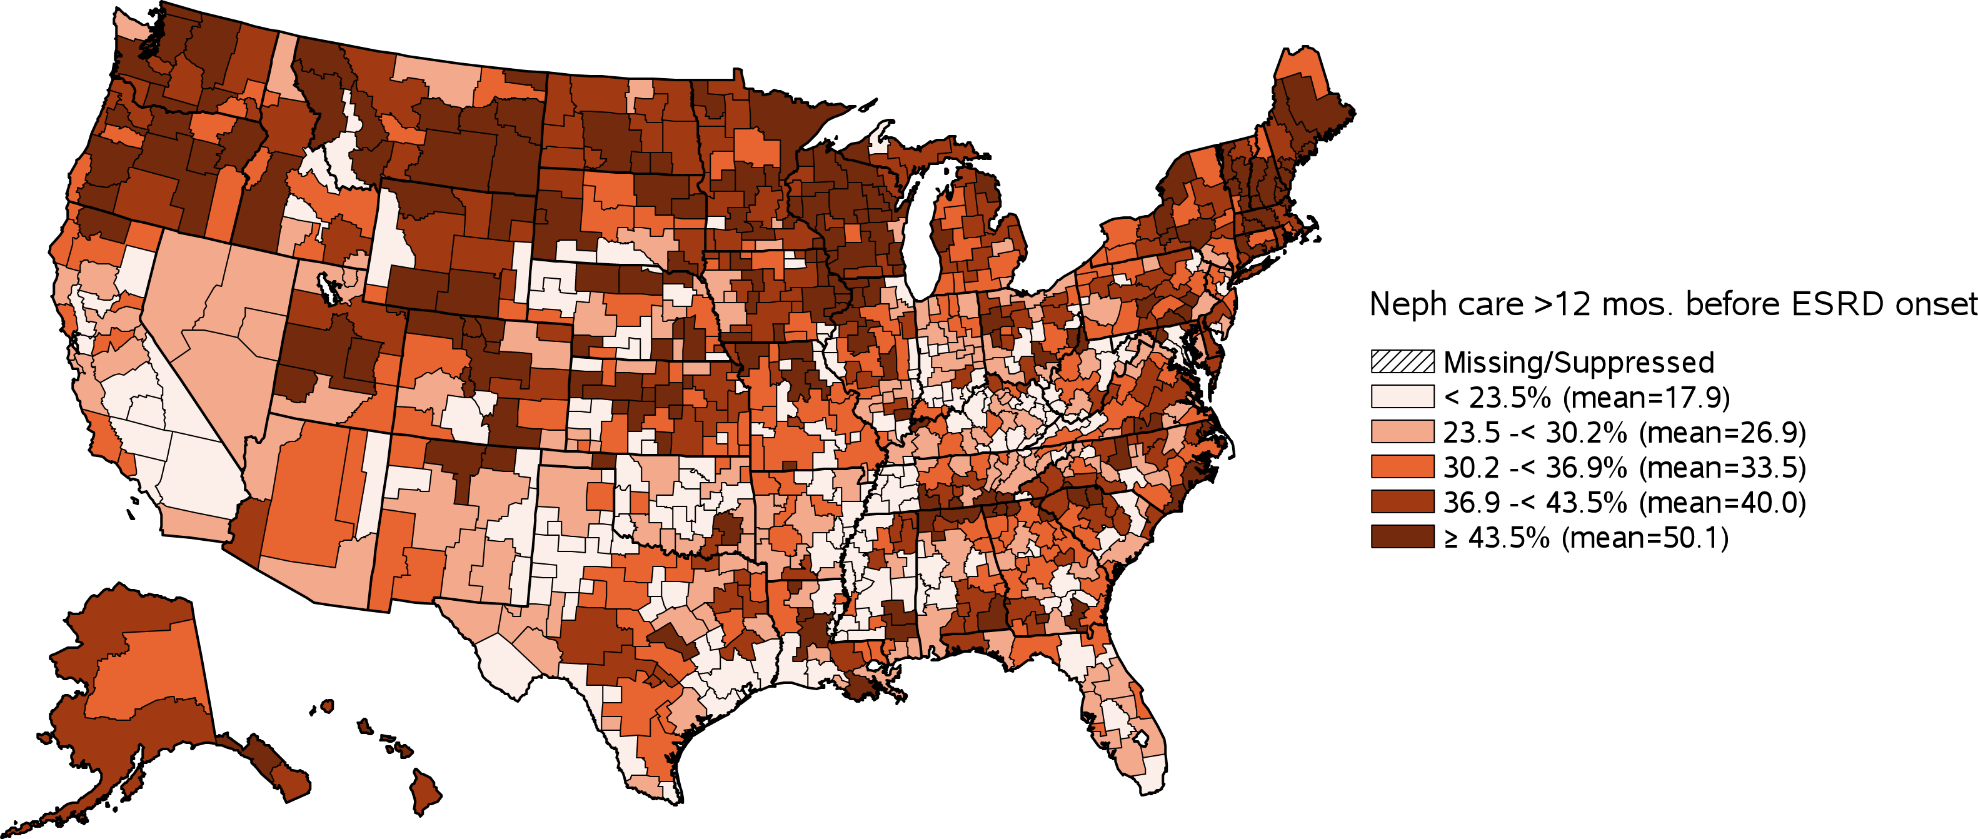 Neph care >12 mos. before ESRD onset
Missing/Suppressed
< 23.5% (mean=17.9)
23.5 -< 30.2% (mean=26.9)
30.2 -< 36.9% (mean=33.5)
36.9 -< 43.5% (mean=40.0)
≥ 43.5% (mean=50.1)